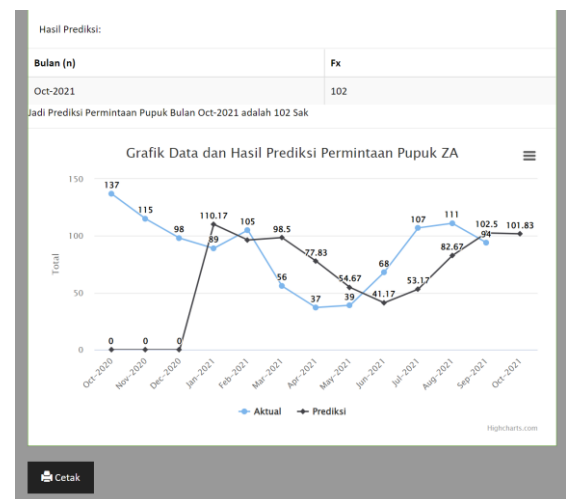 Hasil Prediksi:
Bulan (n) Fx
Oct-2021 102
Jadi Prediksi Permintaan Pupuk Bulan Oct-2021 adalah 102 Sak
Grafik Data dan Hasil Prediksi Permintaan Pupuk ZA
Total
150
100
50
0
137
115
98
89
105
56
37
39
68
107
111
94
0
0
0
110.17
98.5
77.83
54.67
41.17
53.17
82.67
102.5
101.83
Oct-2020
Nov-2020
Dec-2020
Jan-2021
Feb-2021
Mar-2021
Apr-2021
May-2021
Jun-2021
Jul-2021
Aug-2021
Sep-2021
Oct-2021
Aktual Prediksi
Highcharts.com
Cetak